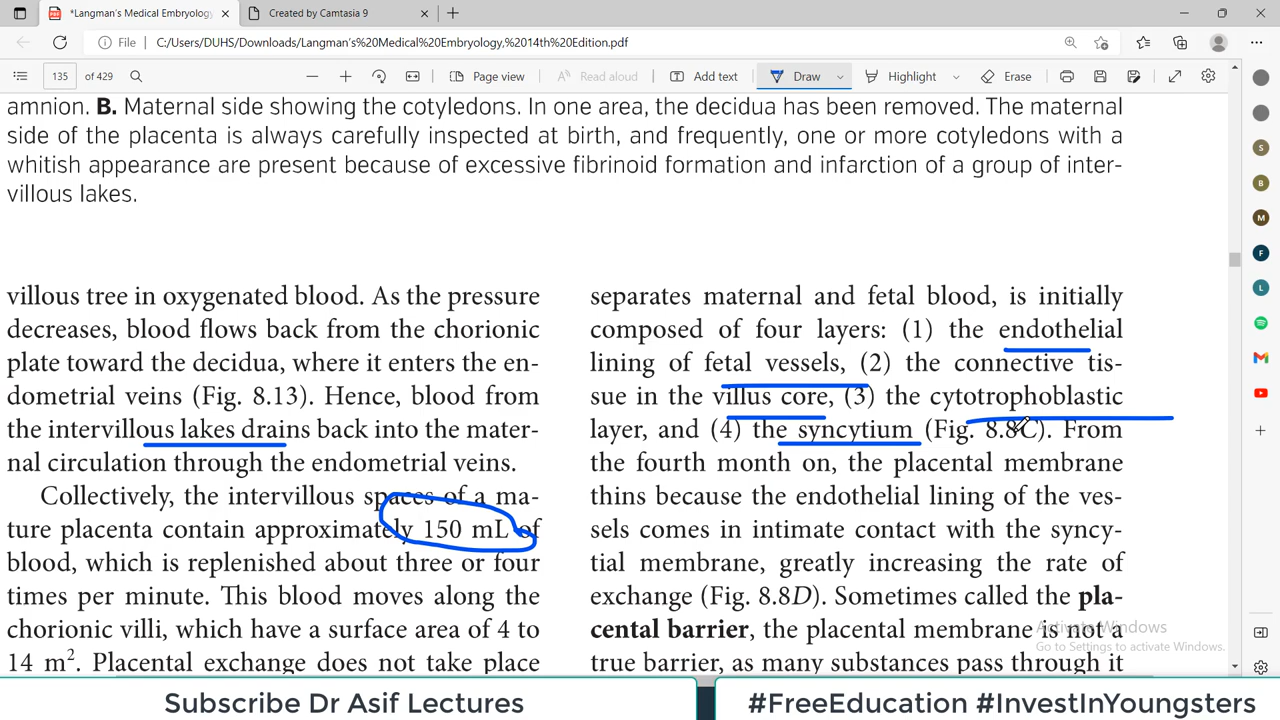 *Langman's Medical Embryology,
Created by Camtasia 9
File
C:/Users/DUHS/Downloads/Langman's%20Medical%20Embryology,%2014th%20Edition.pdf
135 of 429
Page view
Read aloud
Add text
Draw
Highlight
Erase
amnion. B. Maternal side showing the cotyledons. In one area, the decidua has been removed. The maternal
side of the placenta is always carefully inspected at birth, and frequently, one or more cotyledons with a
whitish appearance are present because of excessive fibrinoid formation and infarction of a group of inter-
villous lakes.
villous tree in oxygenated blood. As the pressure
decreases, blood flows back from the chorionic
plate toward the decidua, where it enters the en-
dometrial veins (Fig. 8.13). Hence, blood from
the intervillous lakes drains back into the mater-
nal circulation through the endometrial veins.
Collectively, the intervillous spaces of a ma-
ture placenta contain approximately 150 mL of
blood, which is replenished about three or four
times per minute. This blood moves along the
chorionic villi, which have a surface area of 4 to
14 m². Placental exchange does not take place
separates maternal and fetal blood, is initially
composed of four layers: (1) the endothelial
lining of fetal vessels, (2) the connective tis-
sue in the villus core, (3) the cytotrophoblastic
layer, and (4) the syncytium (Fig. 8.8C). From
the fourth month on, the placental membrane
thins because the endothelial lining of the ves-
sels comes in intimate contact with the syncy-
tial membrane, greatly increasing the rate of
exchange (Fig. 8.8D). Sometimes called the pla-
cental barrier, the placental membrane is not a
true barrier, as many substances pass through it
Activate Windows
Go to Settings to activate Windows.
S
B
M
F
L
Subscribe Dr Asif Lectures
#FreeEducation #InvestInYoungsters